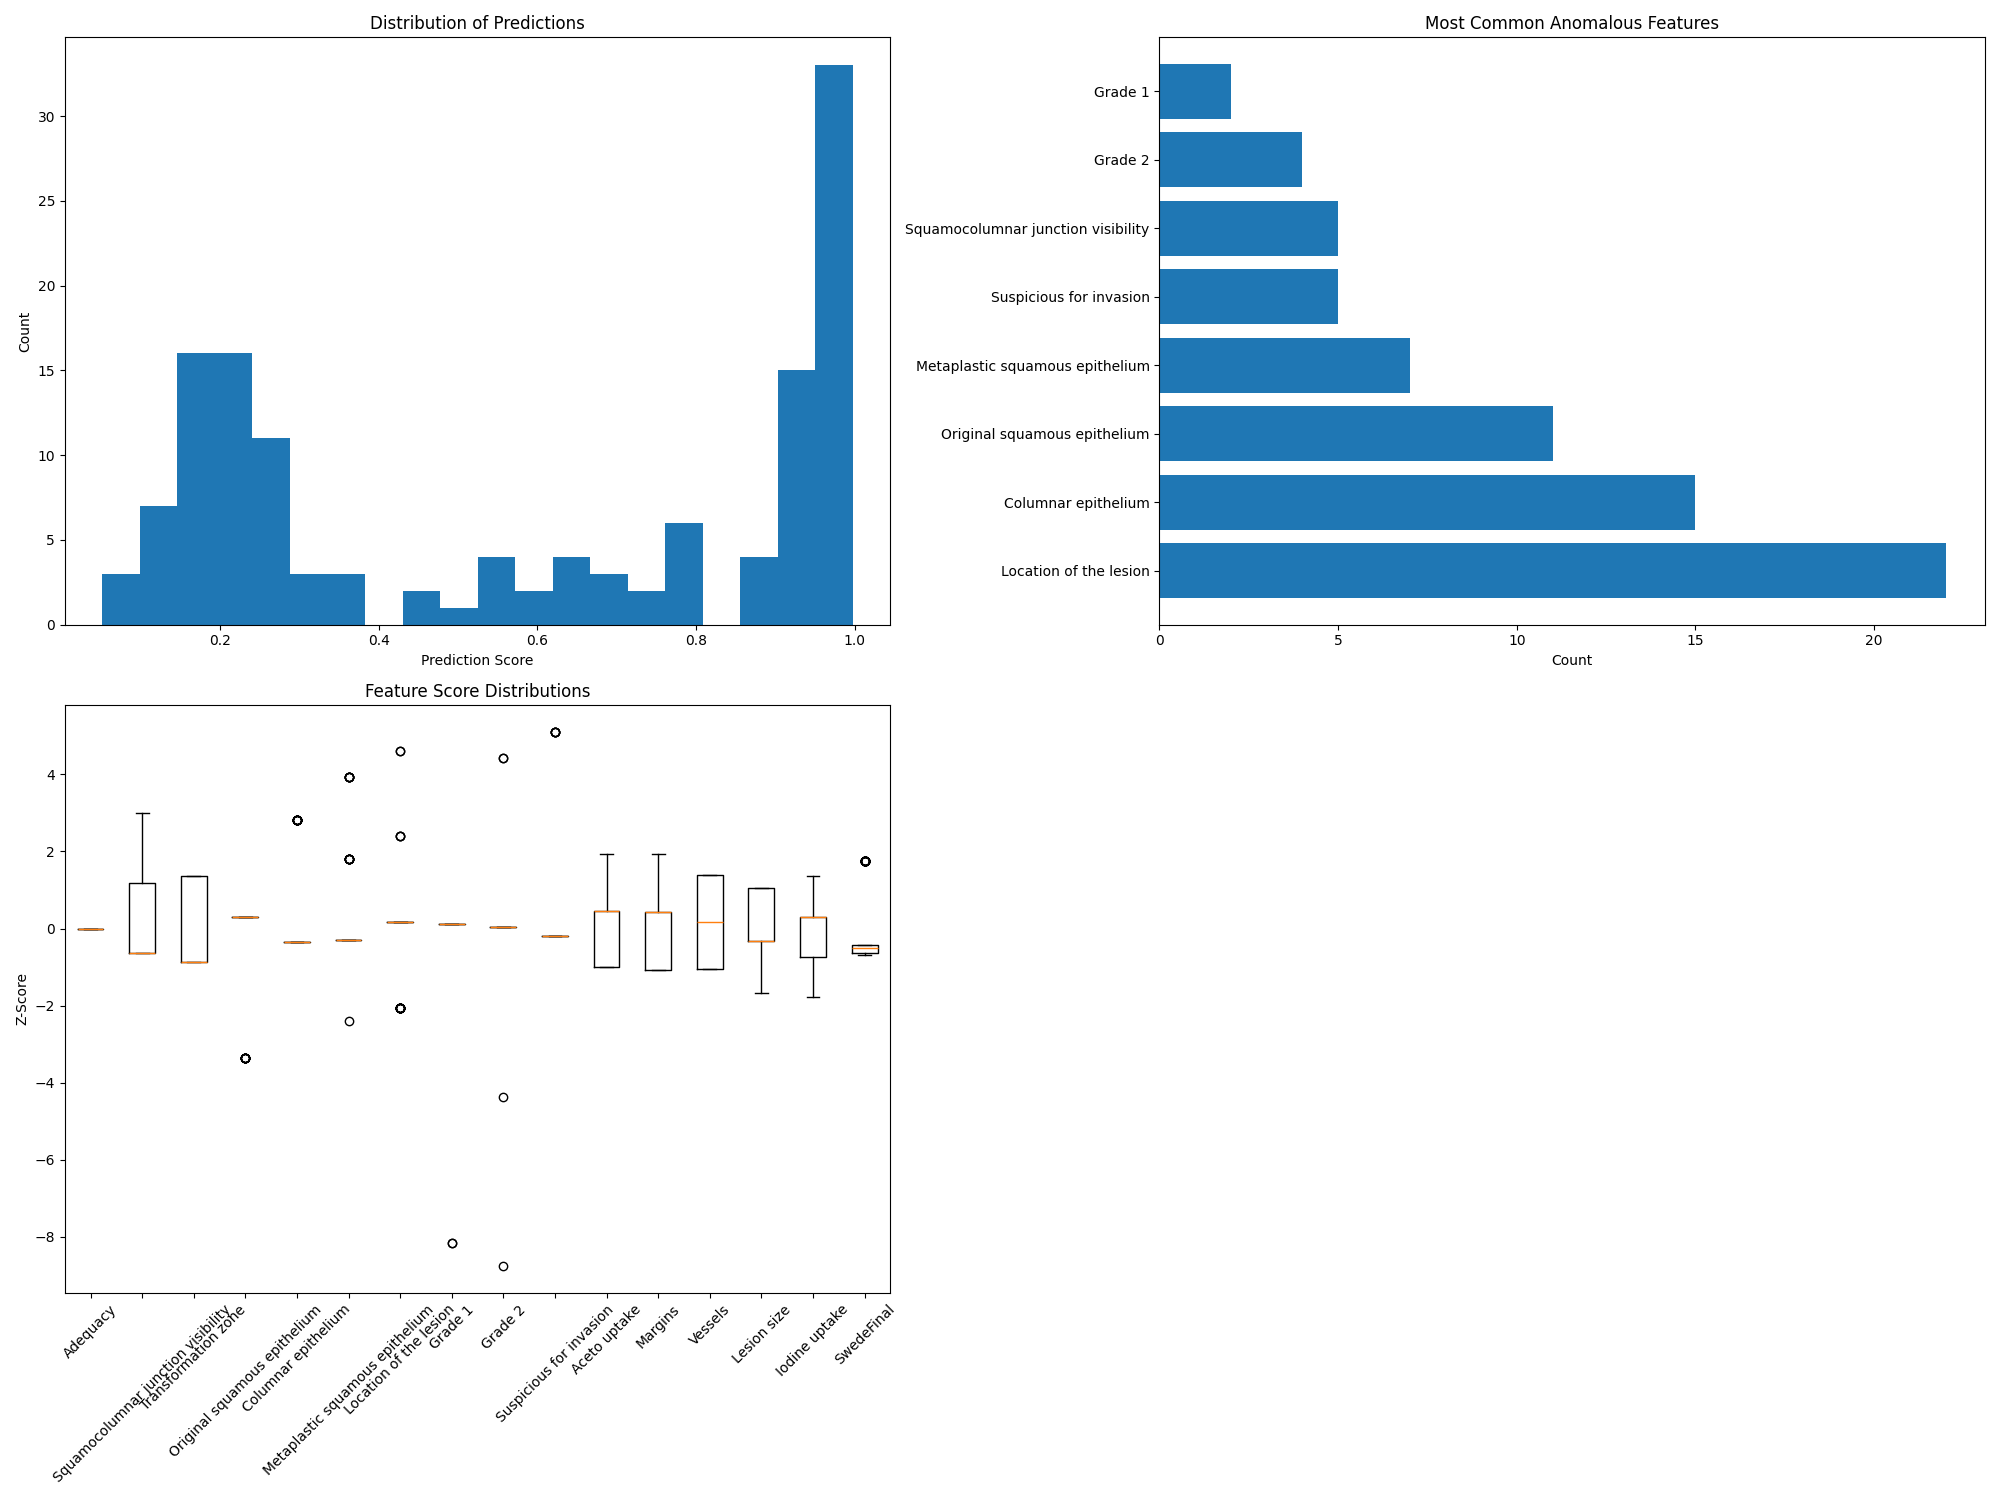 Distribution of Predictions
Count
30
25
20
15
10
5
0
0.2 0.4 0.6 0.8 1.0
Prediction Score
Most Common Anomalous Features
Grade 1
Grade 2
Squamocolumnar junction visibility
Suspicious for invasion
Metaplastic squamous epithelium
Original squamous epithelium
Columnar epithelium
Location of the lesion
0 5 10 15 20
Count
Feature Score Distributions
Z-Score
4
2
0
−2
−4
−6
−8
Adequacy
Squamocolumnar junction visibility
Transformation zone
Original squamous epithelium
Columnar epithelium
Metaplastic squamous epithelium
Location of the lesion
Grade 1
Grade 2
Suspicious for invasion
Aceto uptake
Margins
Vessels
Lesion size
Iodine uptake
SwedeFinal